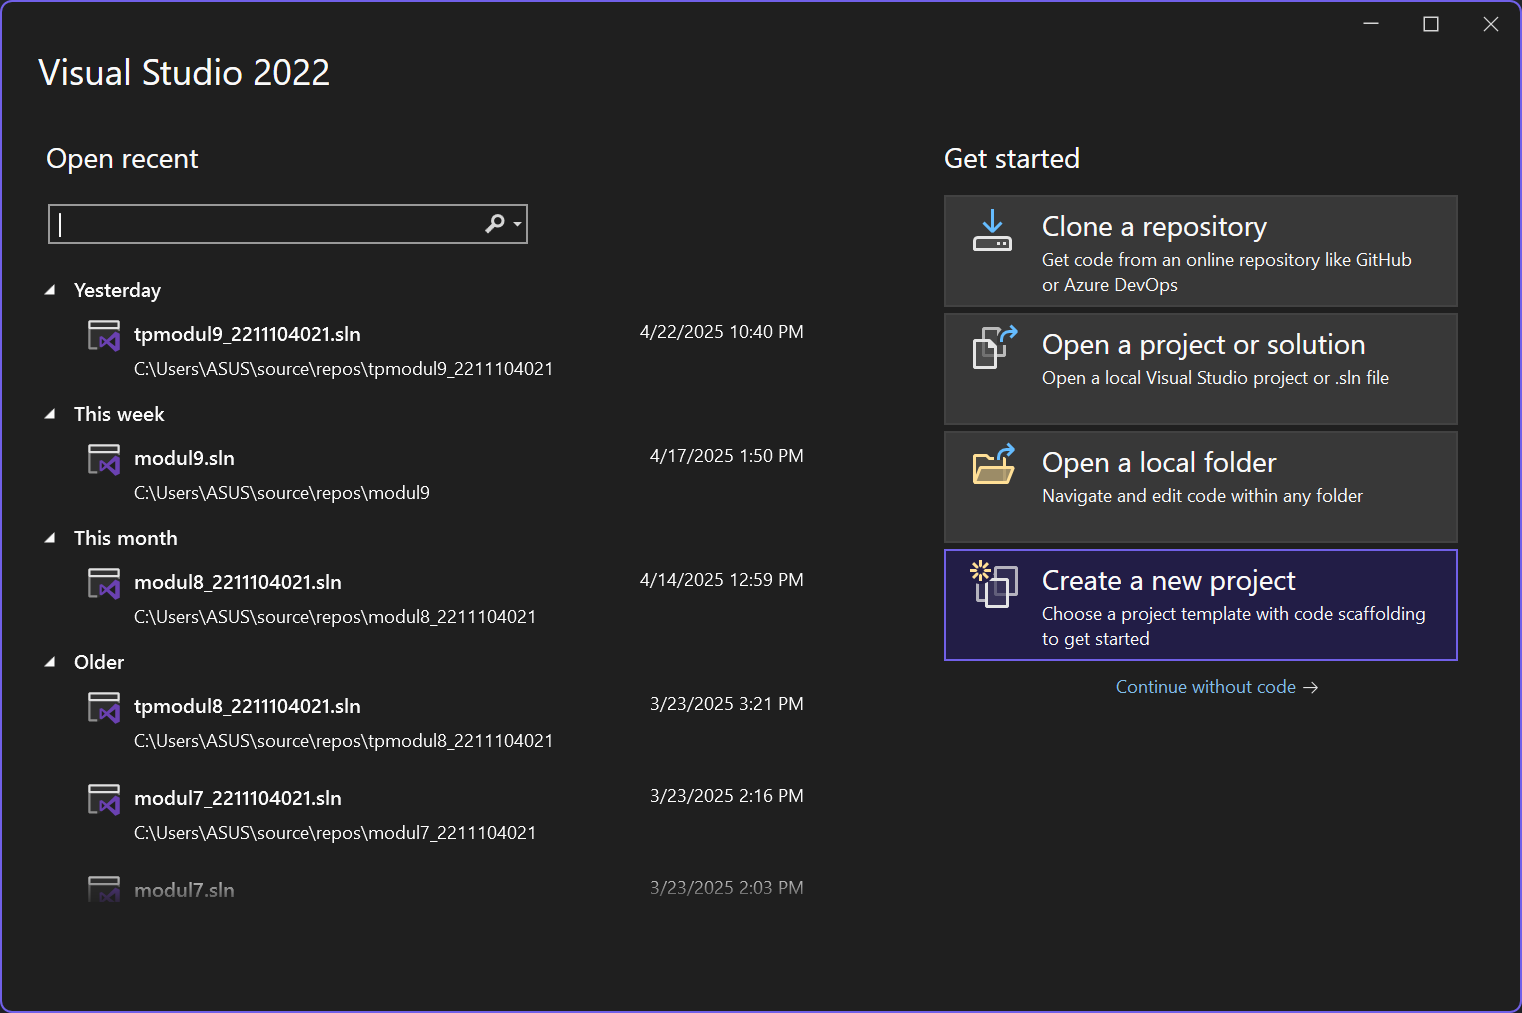 Visual Studio 2022
Open recent
Yesterday
tpmodul9_2211104021.sln 4/22/2025 10:40 PM
C:\Users\ASUS\source\repos\tpmodul9_2211104021
This week
modul9.sln 4/17/2025 1:50 PM
C:\Users\ASUS\source\repos\modul9
This month
modul8_2211104021.sln 4/14/2025 12:59 PM
C:\Users\ASUS\source\repos\modul8_2211104021
Older
tpmodul8_2211104021.sln 3/23/2025 3:21 PM
C:\Users\ASUS\source\repos\tpmodul8_2211104021
modul7_2211104021.sln 3/23/2025 2:16 PM
C:\Users\ASUS\source\repos\modul7_2211104021
modul7.sln 3/23/2025 2:03 PM
Get started
Clone a repository
Get code from an online repository like GitHub
or Azure DevOps
Open a project or solution
Open a local Visual Studio project or .sln file
Open a local folder
Navigate and edit code within any folder
Create a new project
Choose a project template with code scaffolding
to get started
Continue without code →